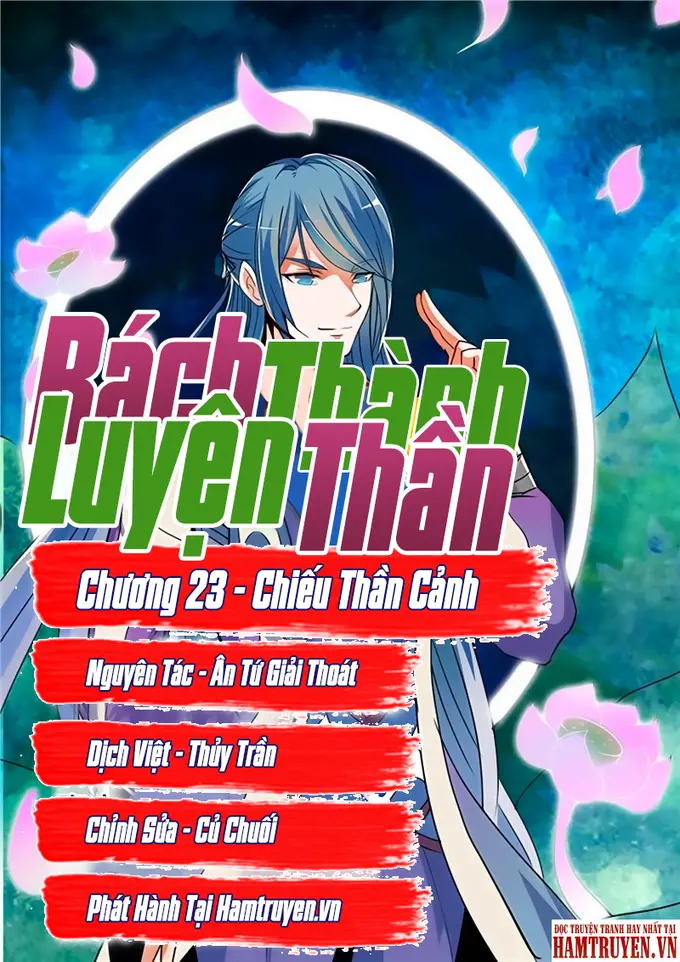 Bách Thành
Luyện Thần
Chương 23 - Chiếu Thần Cảnh
Nguyên Tác - Ân Tứ Giải Thoát
Dịch Việt - Thủy Trần
Chỉnh Sửa - Củ Chuối
Phát Hành Tại Hamtruyen.vn
ĐỌC TRUYỆN TRANH HAY NHẤT TẠI
HAMTRUYEN.VN